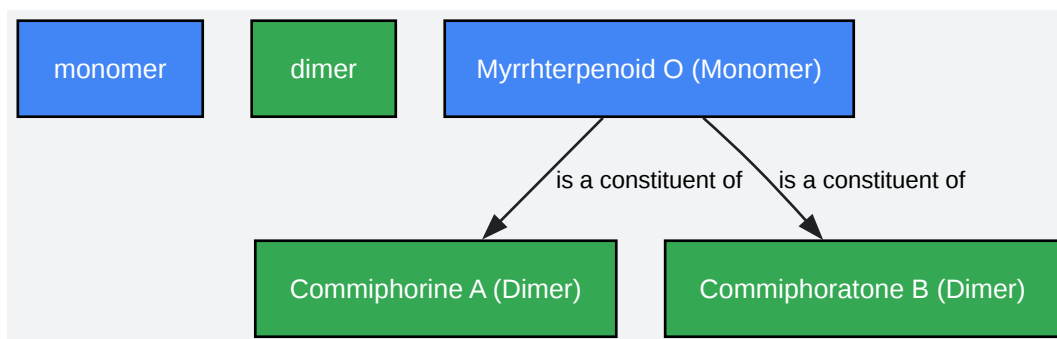 monomer
dimer
Myrrhterpenoid O (Monomer)
is a constituent of
is a constituent of
Commiphorine A (Dimer)
Commiphoratone B (Dimer)